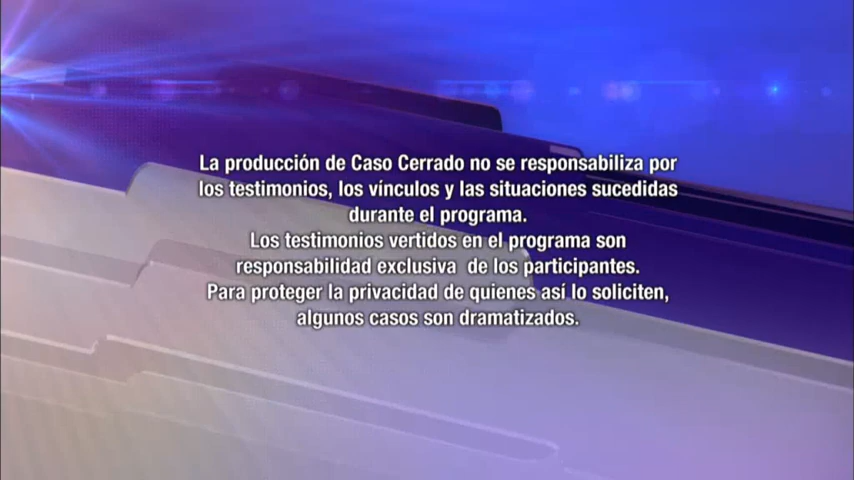 La producción de Caso Cerrado no se responsabiliza por
los testimonios, los vínculos y las situaciones sucedidas
durante el programa.
Los testimonios vertidos en el programa son
responsabilidad exclusiva de los participantes.
Para proteger la privacidad de quienes así lo soliciten,
algunos casos son dramatizados.